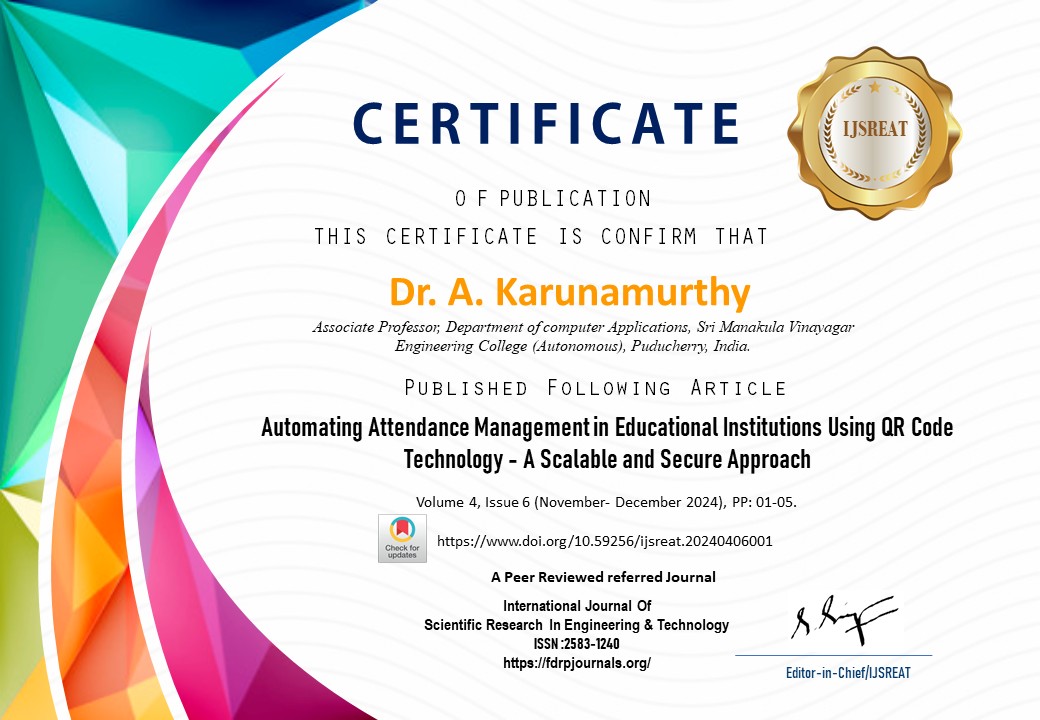 CERTIFICATE
IJSREAT
O F PUBLICATION
THIS CERTIFICATE IS CONFIRM THAT
Dr. A. Karunamurthy
Associate Professor, Department of computer Applications, Sri Manakula Vinayagar
Engineering College (Autonomous), Puducherry, India.
PUBLISHED FOLLOWING ARTICLE
Automating Attendance Management in Educational Institutions Using QR Code
Technology - A Scalable and Secure Approach
Volume 4, Issue 6 (November- December 2024), PP: 01-05.
Check for
updates
https://www.doi.org/10.59256/ijsreat.20240406001
A Peer Reviewed referred Journal
International Journal Of
Scientific Research In Engineering & Technology
ISSN :2583-1240
https://fdrpjournals.org/
Editor-in-Chief/IJSREAT